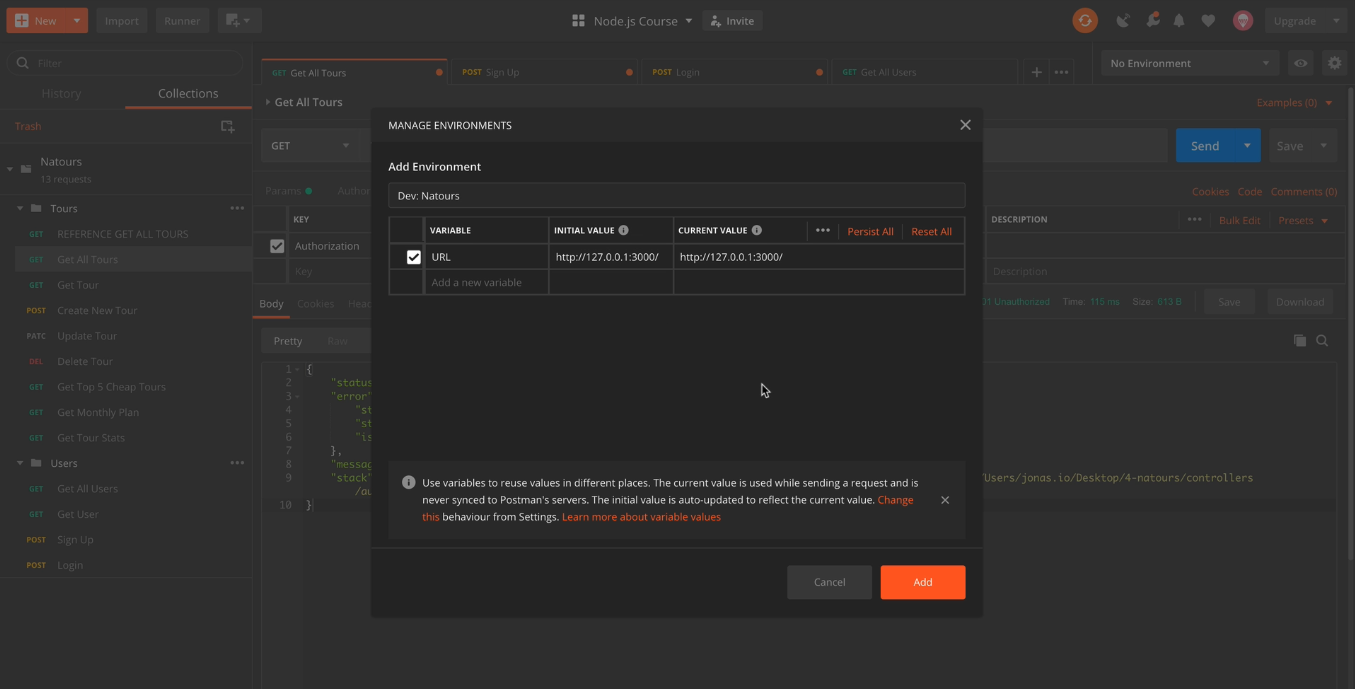 New
Import
Runner
Node.js Course
Invite
Upgrade
Filter
History
Collections
Trash
Natours
13 requests
Tours
GET REFERENCE GET ALL TOURS
GET Get All Tours
GET Get Tour
POST Create New Tour
PATC Update Tour
DEL Delete Tour
GET Get Top 5 Cheap Tours
GET Get Monthly Plan
GET Get Tour Stats
Users
GET Get All Users
GET Get User
POST Sign Up
POST Login
GET Get All Tours
POST Sign Up
POST Login
GET Get All Users
No Environment
Get All Tours
Examples (0)
GET
Send
Save
Params
Cookies Code Comments (0)
KEY
DESCRIPTION
Bulk Edit
Presets
Authorization
Key
Description
Body
Cookies
Unauthorized Time: 115 ms Size: 613 B
Save
Download
Pretty
Raw
1 {
2 "status
3 "error"
4 "st
5 "st
6 "is
7 },
8 "messag
9 "stack" /Users/jonas.io/Desktop/4-natours/controllers
/au
10 }
MANAGE ENVIRONMENTS
Add Environment
Dev: Natours
VARIABLE INITIAL VALUE CURRENT VALUE Persist All Reset All
URL http://127.0.0.1:3000/ http://127.0.0.1:3000/
Add a new variable
Use variables to reuse values in different places. The current value is used while sending a request and is
never synced to Postman's servers. The initial value is auto-updated to reflect the current value. Change
this behaviour from Settings. Learn more about variable values
Cancel
Add